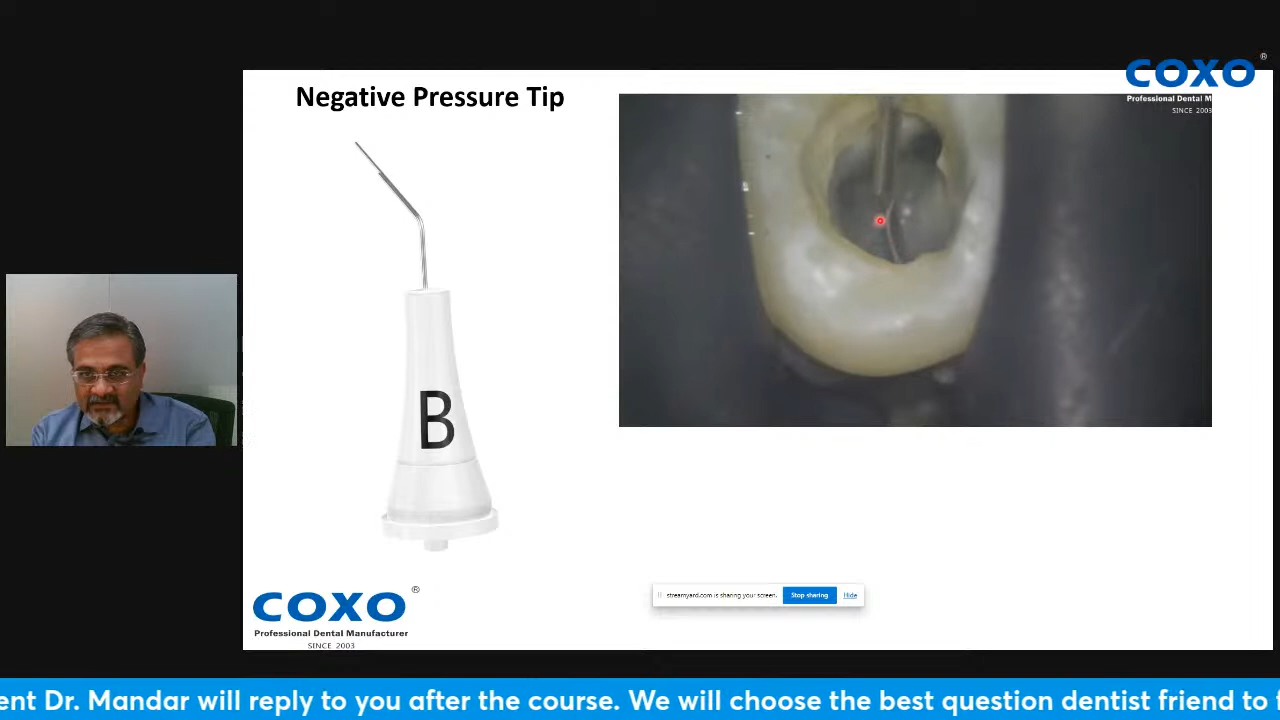 COXO
®
Professional Dental M
SINCE 2003
Negative Pressure Tip
B
COXO
®
Professional Dental Manufacturer
SINCE 2003
streamyard.com is sharing your screen.
Stop sharing
Hide
ent Dr. Mandar will reply to you after the course. We will choose the best question dentist friend to